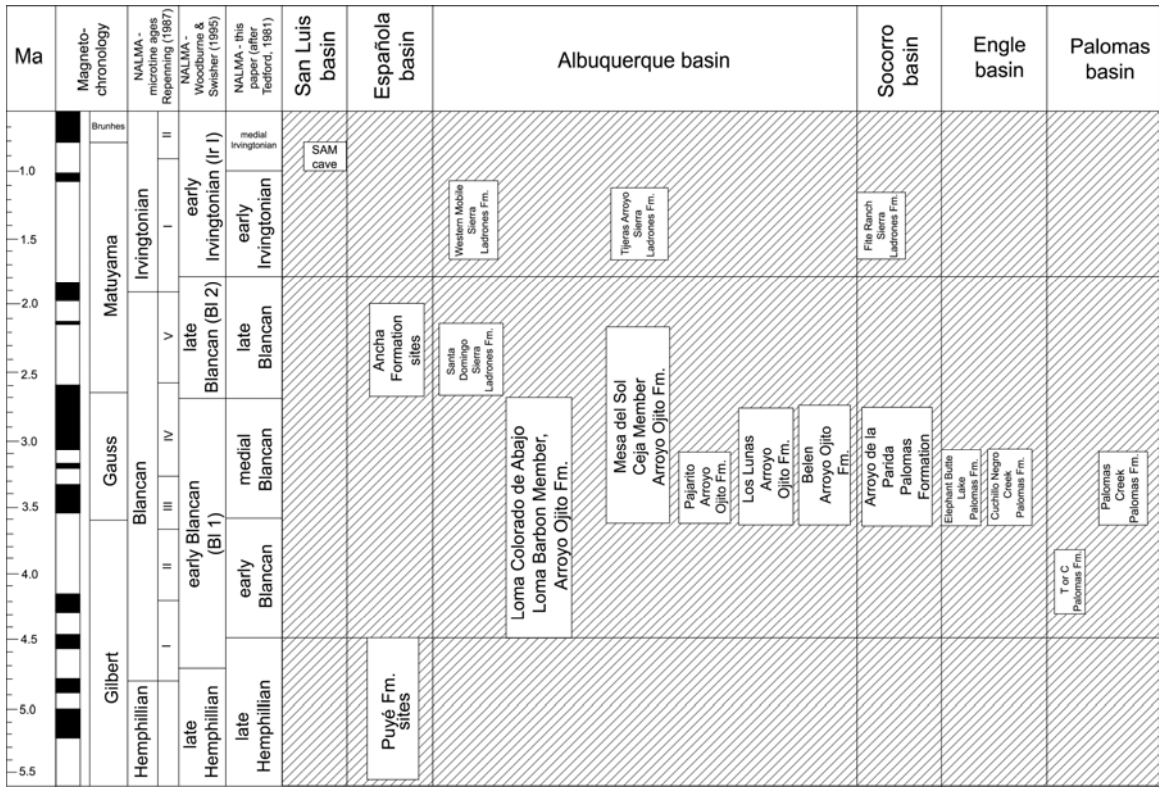 Ma
Magneto-
chronology
NALMA -
microtine ages
Repenning (1987)
NALMA -
Woodburne &
Swisher (1995)
NALMA - this
paper (after
Tedford, 1981)
San Luis
basin
Española
basin
Albuquerque basin
Socorro
basin
Engle
basin
Palomas
basin
1.0
1.5
2.0
2.5
3.0
3.5
4.0
4.5
5.0
5.5
Brunhes
Matuyama
Gauss
Gilbert
Irvingtonian
Blancan
Hemphillian
II
I
V
IV
III
II
I
early
Irvingtonian (Ir I)
late
Blancan (Bl 2)
early Blancan
(Bl 1)
late
Hemphillian
medial
Irvingtonian
early
Irvingtonian
late
Blancan
medial
Blancan
early
Blancan
late
Hemphillian
SAM
cave
Ancha
Formation
sites
Puyé Fm.
sites
Western Mobile
Sierra
Ladrones Fm.
Santa
Domingo
Sierra
Ladrones Fm.
Loma Colorado de Abajo
Loma Barbon Member,
Arroyo Ojito Fm.
Tijeras Arroyo
Sierra
Ladrones Fm.
Mesa del Sol
Ceja Member
Arroyo Ojito Fm.
Pajarito
Arroyo
Ojito Fm.
Los Lunas
Arroyo
Ojito Fm.
Belen
Arroyo Ojito
Fm.
Fite Ranch
Sierra
Ladrones Fm.
Arroyo de la
Parida
Palomas
Formation
Elephant Butte
Lake
Palomas Fm.
Cuchillo Negro
Creek
Palomas Fm.
T or C
Palomas Fm.
Palomas
Creek
Palomas Fm.